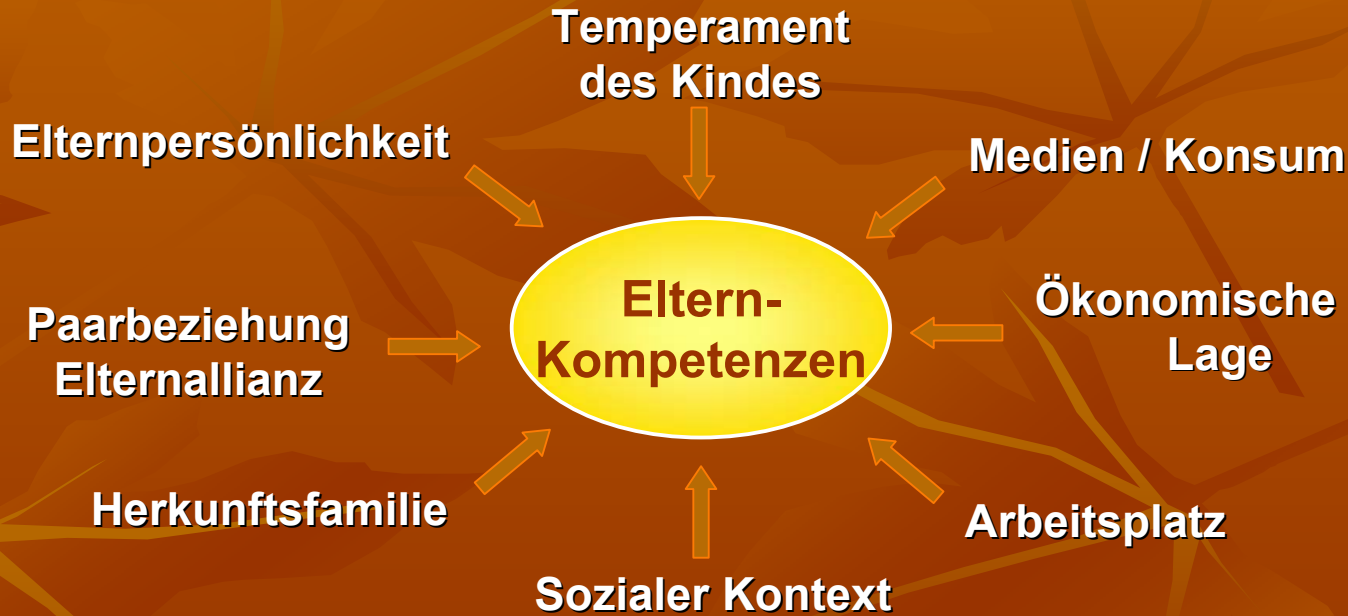 Temperament
des Kindes
Elternpersönlichkeit
Medien / Konsum
Eltern-
Kompetenzen
Paarbeziehung
Elternallianz
Ökonomische
Lage
Herkunftsfamilie
Arbeitsplatz
Sozialer Kontext